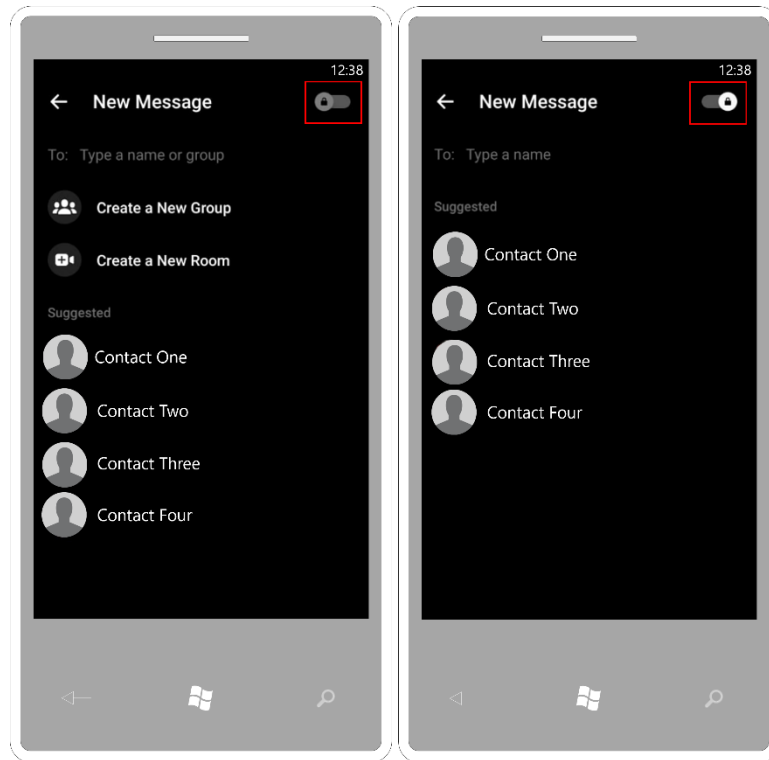 12:38
New Message
To: Type a name or group
Create a New Group
Create a New Room
Suggested
Contact One
Contact Two
Contact Three
Contact Four
12:38
New Message
To: Type a name
Suggested
Contact One
Contact Two
Contact Three
Contact Four